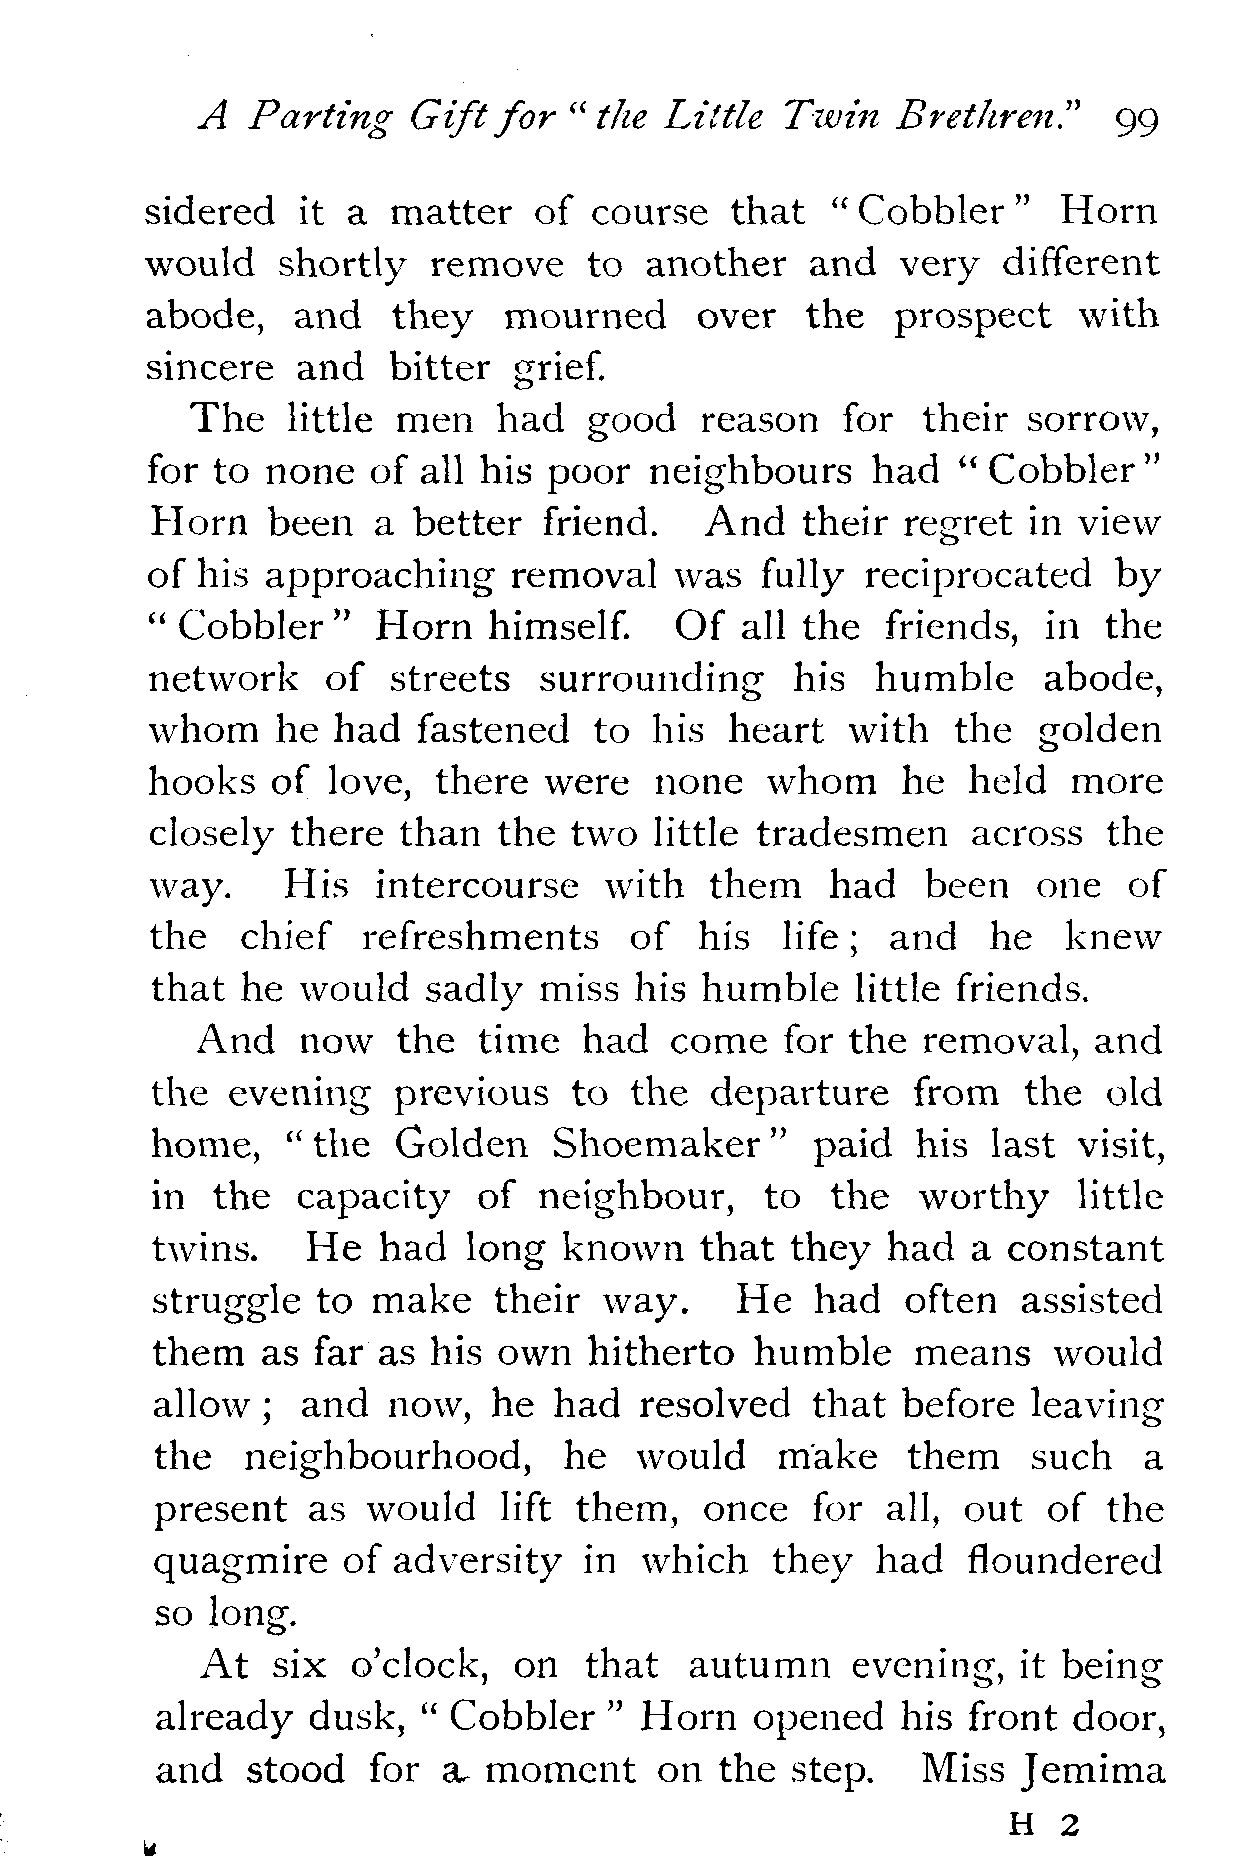 A Parting Gift for “ the Little Twin Brethren.” 99
sidered it a matter of course that “ Cobbler ” Horn
would shortly remove to another and very different
abode, and they mourned over the prospect with
sincere and bitter grief.
The little men had good reason for their sorrow,
for to none of all his poor neighbours had “ Cobbler ”
Horn been a better friend. And their regret in view
of his approaching removal was fully reciprocated by
“ Cobbler ” Horn himself. Of all the friends, in the
network of streets surrounding his humble abode,
whom he had fastened to his heart with the golden
hooks of love, there were none whom he held more
closely there than the two little tradesmen across the
way. His intercourse with them had been one of
the chief refreshments of his life ; and he knew
that he would sadly miss his humble little friends.
And now the time had come for the removal, and
the evening previous to the departure from the old
home, “ the Golden Shoemaker ” paid his last visit,
in the capacity of neighbour, to the worthy little
twins. He had long known that they had a constant
struggle to make their way. He had often assisted
them as far as his own hitherto humble means would
allow ; and now, he had resolved that before leaving
the neighbourhood, he would make them such a
present as would lift them, once for all, out of the
quagmire of adversity in which they had floundered
so long.
At six o’clock, on that autumn evening, it being
already dusk, “ Cobbler ” Horn opened his front door,
and stood for a moment on the step. Miss Jemima
H 2